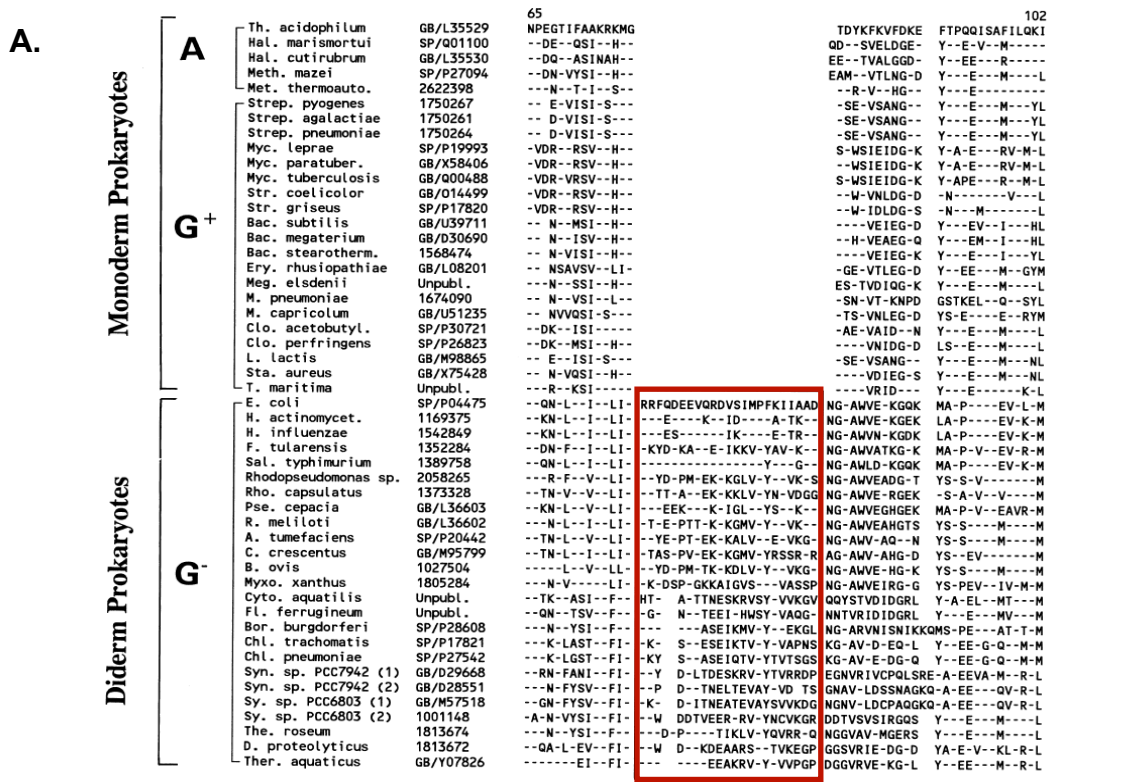 A.
65 102
Monoderm Prokaryotes
A
G+
Diderm Prokaryotes
G-
Th. acidophilum GB/L35529 NPEGTIFAAKRKMG TDYKFKVFDKE FTPQQISAFILQKI
Hal. marismortui SP/Q01100 --DE--QSI--H--- QD--SVELDGE- Y---E-V--M-----
Hal. cutirubrum GB/L35530 --DQ--ASINAH--- EE--TVALGGD- Y---EE---R-----
Meth. mazei SP/P27094 --DN-VYSI--H--- EAM--VTLNG-D Y---E-----M----L
Met. thermoauto. 2622398 ---N--T-I---S--- --R-V--HG-- Y---E----------
Strep. pyogenes 1750267 -- E-VISI-S--- -SE-VSANG-- Y---E-----M---YL
Strep. agalactiae 1750261 -- D-VISI-S--- -SE-VSANG-- Y---E-----M---YL
Strep. pneumoniae 1750264 -- D-VISI-S--- -SE-VSANG-- Y---E-----M---YL
Myc. leprae SP/P19993 -VDR--RSV--H-- S-WSIEIDG-K Y-A-E----RV-M-L
Myc. paratuber. GB/X58406 -VDR--RSV--H-- --WSIEIDG-K Y-A-E----RV-M-L
Myc. tuberculosis GB/Q00488 -VDR-VRSV--H-- S-WSIEIDG-K Y-APE---R--M-L
Str. coelicolor GB/O14499 -VDR--RSV--H-- --W-VNLDG-D -N-------V---L
Str. griseus SP/P17820 -VDR--RSV--H-- --W-IDLDG-S -N---M--------L
Bac. subtilis GB/U39711 -- N--MSI--H--- ----VEIEG-D Y---EV---I---HL
Bac. megaterium GB/D30690 -- N--ISV--H--- --H-VEAEG-Q Y---EM---I---HL
Bac. stearotherm. 1568474 -- N-VISI--H--- ----VEIEG-K Y---E----I---YL
Ery. rhusiopathiae GB/L08201 -- NSAVSV--LI- -GE-VTLEG-D Y---EE---M--GYM
Meg. elsdenii Unpubl. -- N--SSI--H--- ES-TVDIQG-K Y---E----M-----L
M. pneumoniae 1674090 -- N--VSI--L--- -SN-VT-KNPD GSTKEL--Q--SYL
M. capricolum GB/U51235 -- NVVQSI-S--- -TS-VNLEG-D YS-E----E---RYM
Clo. acetobutyl. SP/P30721 --DK--ISI---- -AE-VAID--N Y---E----M-----L
Clo. perfringens SP/P26823 --DK--MSI--H--- ----VNIDG-D LS--E----M-----L
L. lactis GB/M98865 -- E--ISI-S--- -SE-VSANG-- Y---E----M---NL
Sta. aureus GB/X75428 -- N-VQSI--H--- ----VDIEG-S Y---E----M---NL
T. maritima Unpubl. ---R--KSI----- ----VRID--- Y---E-------K-L
E. coli SP/P04475 --QN-L--I---LI- RRFQDEEVQRDVSIMPFKIIAAD NG-AWVE-KGQK MA-P----EV-L-M
H. actinomycet. 1169375 --KN-L--I---LI- ---E----K--ID----A-TK-- NG-AWVE-KGEK LA-P----EV-K-M
H. influenzae 1542849 --KN-L--I---LI- ---ES------IK----E-TR-- NG-AWVN-KGDK LA-P----EV-K-M
F. tularensis 1352284 --DN-F--I---LI- -KYD-KA--E-IKKV-YAV-K-- NG-AWVATKG-K MA-P----V--R-M
Sal. typhimurium 1389758 --QN-L--I---LI- ----------------Y---G-- NG-AWLD-KGQK MA-P----EV-K-M
Rhodopseudomonas sp. 2058265 ---R--F--V--LI- --YD-PM-EK-KGLV-Y--VK-S NG-AWVEADG-T YS-S-V--------M
Rho. capsulatus 1373328 --TN-V--V---LI- --TT-A--EK-KKLV-YN-VDGG NG-AWVE-RGEK -S-A-V--V-----M
Pse. cepacia GB/L36603 --KN-L--V---LI- --EEK---K-IGL--YS--K--- NG-AWVEGHGEK MA-P-V--EAVR-M
R. meliloti GB/L36602 --TN-L--I---LI- -T-E-PTT-K-KGMV-Y--VK-- NG-AWVEAHGTS YS-S-----M----M
A. tumefaciens SP/P20442 --TN-L--V---LI- --YE-PT-EK-KALV-E--VKG- NG-AWV-AQ--N YS-S-----M----M
C. crescentus GB/M95799 --TN-L--I---LI- -TAS-PV-EK-KGMV-YRSSR-R AG-AWV-AHG-D YS--EV---------M
B. ovis 1027504 -----L--V--LL- --YD-PM-TK-KDLV-Y--VKG- NG-AWVE-QG-K YS-S-----M----M
Myxo. xanthus 1805284 ---N-V------LI- -K-DSP-GKKAIGVS---VASSP NG-AWVEIRG-G YS-PEV--IV-M-M
Cyto. aquatilis Unpubl. --TK--ASI---F-- HT- A-TTNESKRVSY-VVKGV QQYSTVDIDGRL Y-A-EL--MT---M
Fl. ferrugineum Unpubl. --QN--TSV---F-- -G- N--TEEI-HWSY-VAQG- NNTVRIDIDGRL Y---EE---M----M
Bor. burgdorferi SP/P28608 ---N--YSI---F-- --- ---ASEIKMV-Y--EKGL NG-ARVNISNIKKQMS-PE---AT-T-M
Chl. trachomatis SP/P17821 ---K-LAST---FI- -K- S--ESEIKTV-Y-VAPNS KG-AV-D-EQ-L Y---EE-G-Q--M-M
Chl. pneumoniae SP/P27542 ---K-LGST---FI- -KY S--ASEIQTV-YTVTSGS KG-AV-E-DG-Q Y---EE-G-Q--M-M
Syn. sp. PCC7942 (1) GB/D29668 --RN-FANI---FI- --Y D-LTDESKRV-YTVRRDP EGNVRIVCPQLSRE-A-EEVA-M--R-L
Syn. sp. PCC7942 (2) GB/D28551 ---N-FYSV---FI- --P D--TNELTEVAY-VD TS GNAV-LDSSNAGKQ-A-EE---QV-R-L
Sy. sp. PCC6803 (1) GB/M57518 --GN-FYSV---FI- -K- D-ITNEATEVAYSVVKDG NGNV-LDCPAQGKQ-A-EE---QV-R-L
Sy. sp. PCC6803 (2) 1001148 -A-N-VYSI---FI- --W DDTVEER-RV-YNCVKGR DDTVSVSIRGQS Y---E----M-----L
The. roseum 1813674 ---N--YSI---F-- ---D-P----TIKLV-YQVRR-Q NGGVAV-MGERS Y---E----M--R-L
D. proteolyticus 1813672 --QA-L-EV---FI- --W D--KDEAARS--TVKEGP GGSVRIE-DG-D YA-E-V--KL-R-L
Ther. aquaticus GB/Y07826 -------EI---FI- ----EEAKRV-Y-VVPGP DGGVRVE-KG-L Y---E----M--R-L